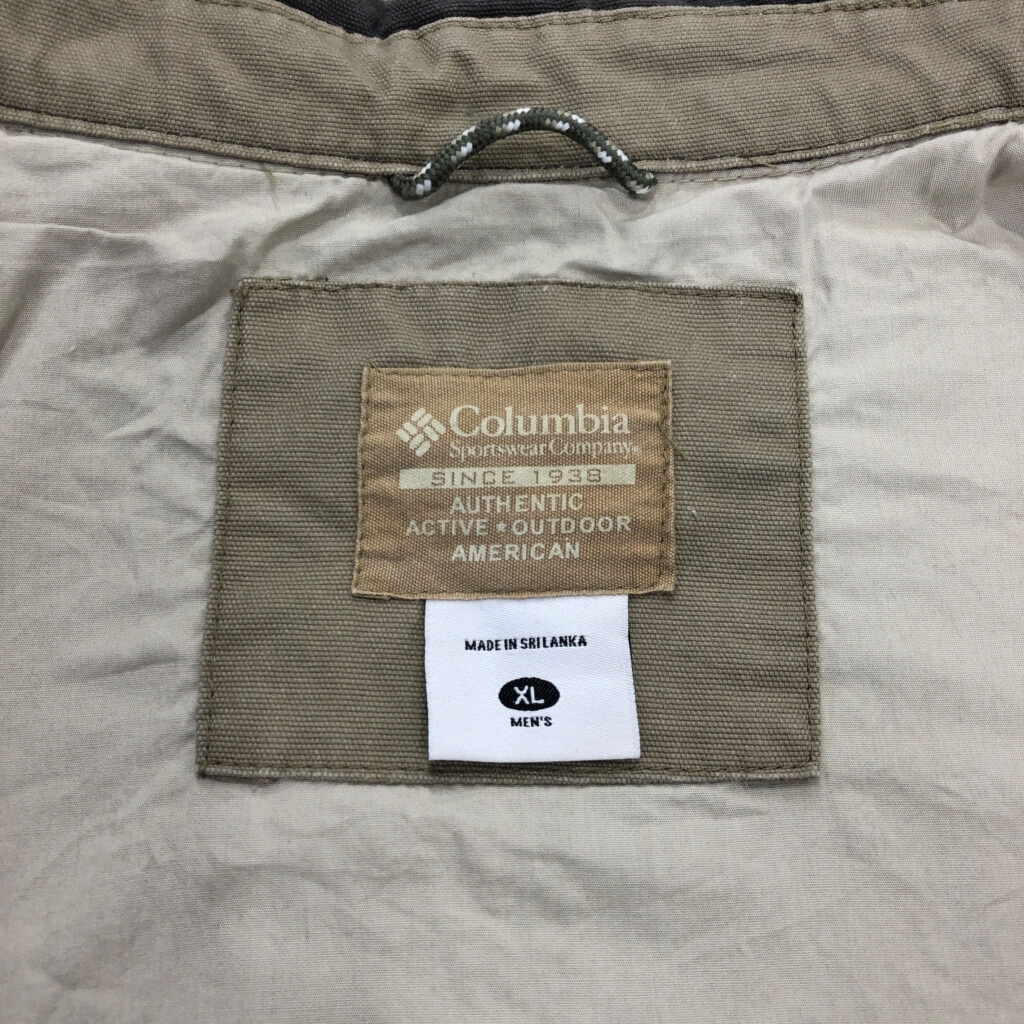 Columbia
Sportswear Company®
SINCE 1938
AUTHENTIC
ACTIVE ★ OUTDOOR
AMERICAN
MADE IN SRI LANKA
XL
MEN'S